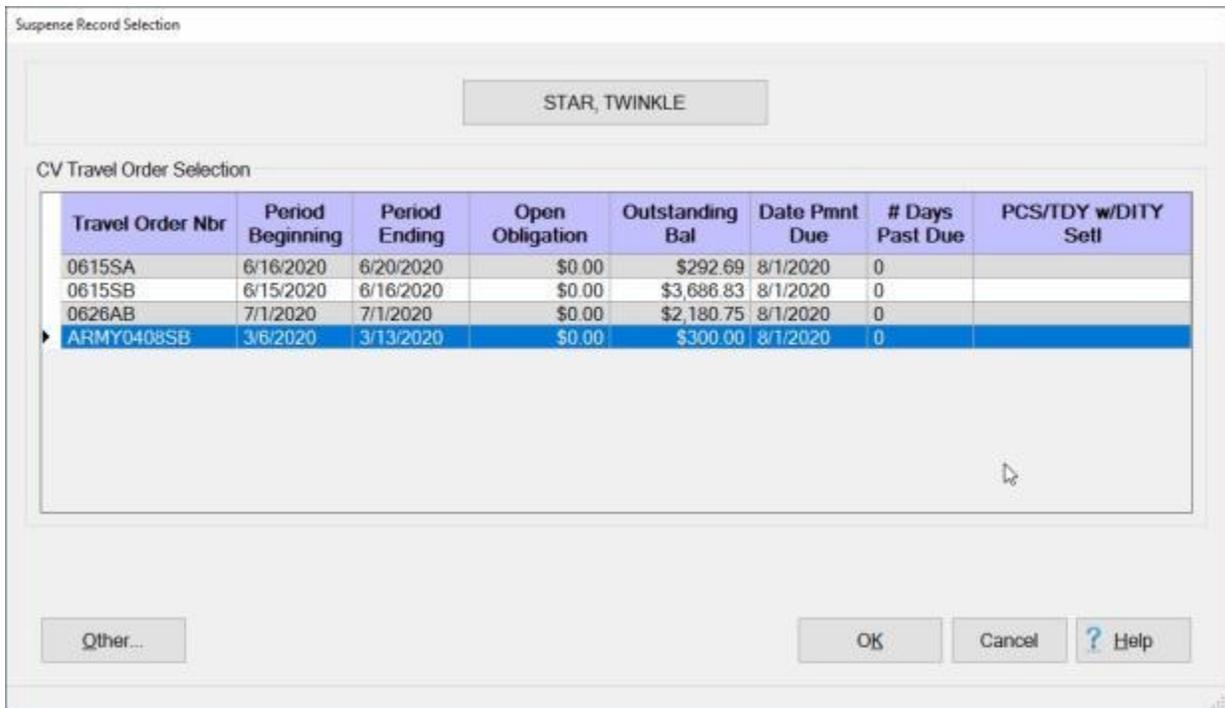 Suspense Record Selection
STAR, TWINKLE
CV Travel Order Selection
Travel Order Nbr Period Beginning Period Ending Open Obligation Outstanding Bal Date Pmnt Due # Days Past Due PCS/TDY w/DITY Setl
0615SA 6/16/2020 6/20/2020 $0.00 $292.69 8/1/2020 0
0615SB 6/15/2020 6/16/2020 $0.00 $3,686.83 8/1/2020 0
0626AB 7/1/2020 7/1/2020 $0.00 $2,180.75 8/1/2020 0
ARMY0408SB 3/6/2020 3/13/2020 $0.00 $300.00 8/1/2020 0
Other... OK Cancel ? Help